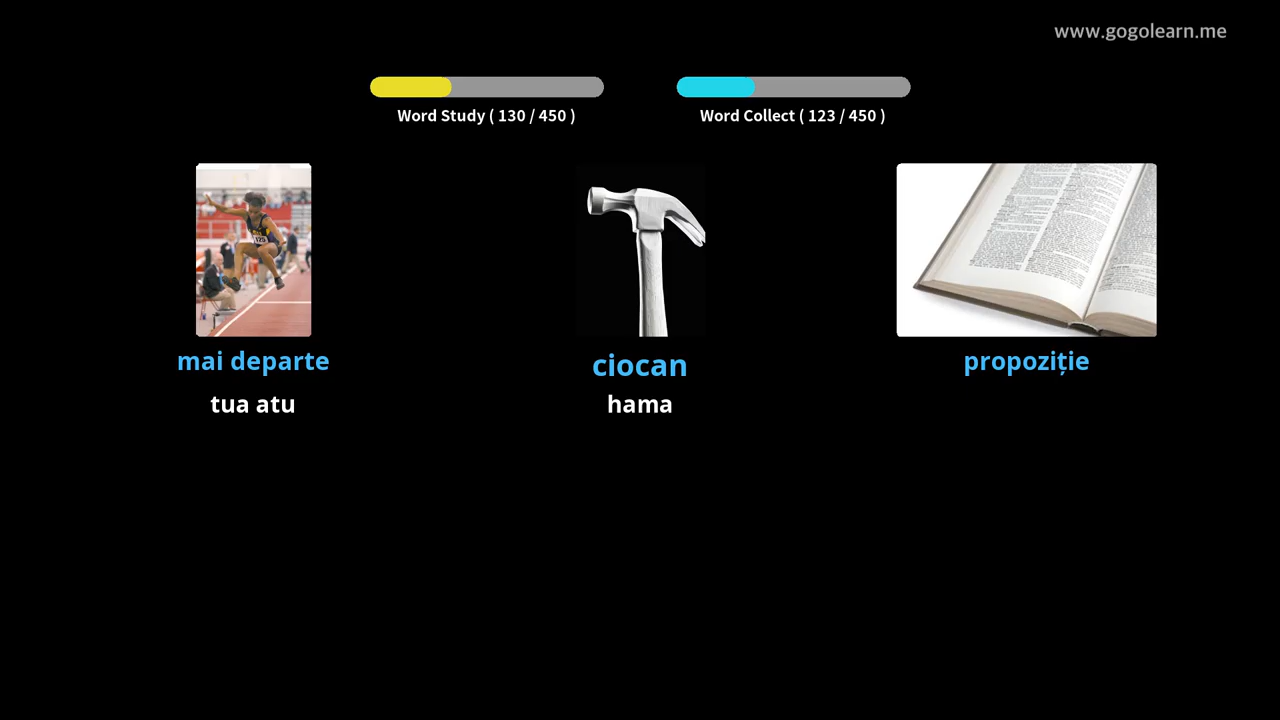 www.gogolearn.me
Word Study ( 130 / 450 )
Word Collect ( 123 / 450 )
mai departe
tua atu
ciocan
hama
propoziție